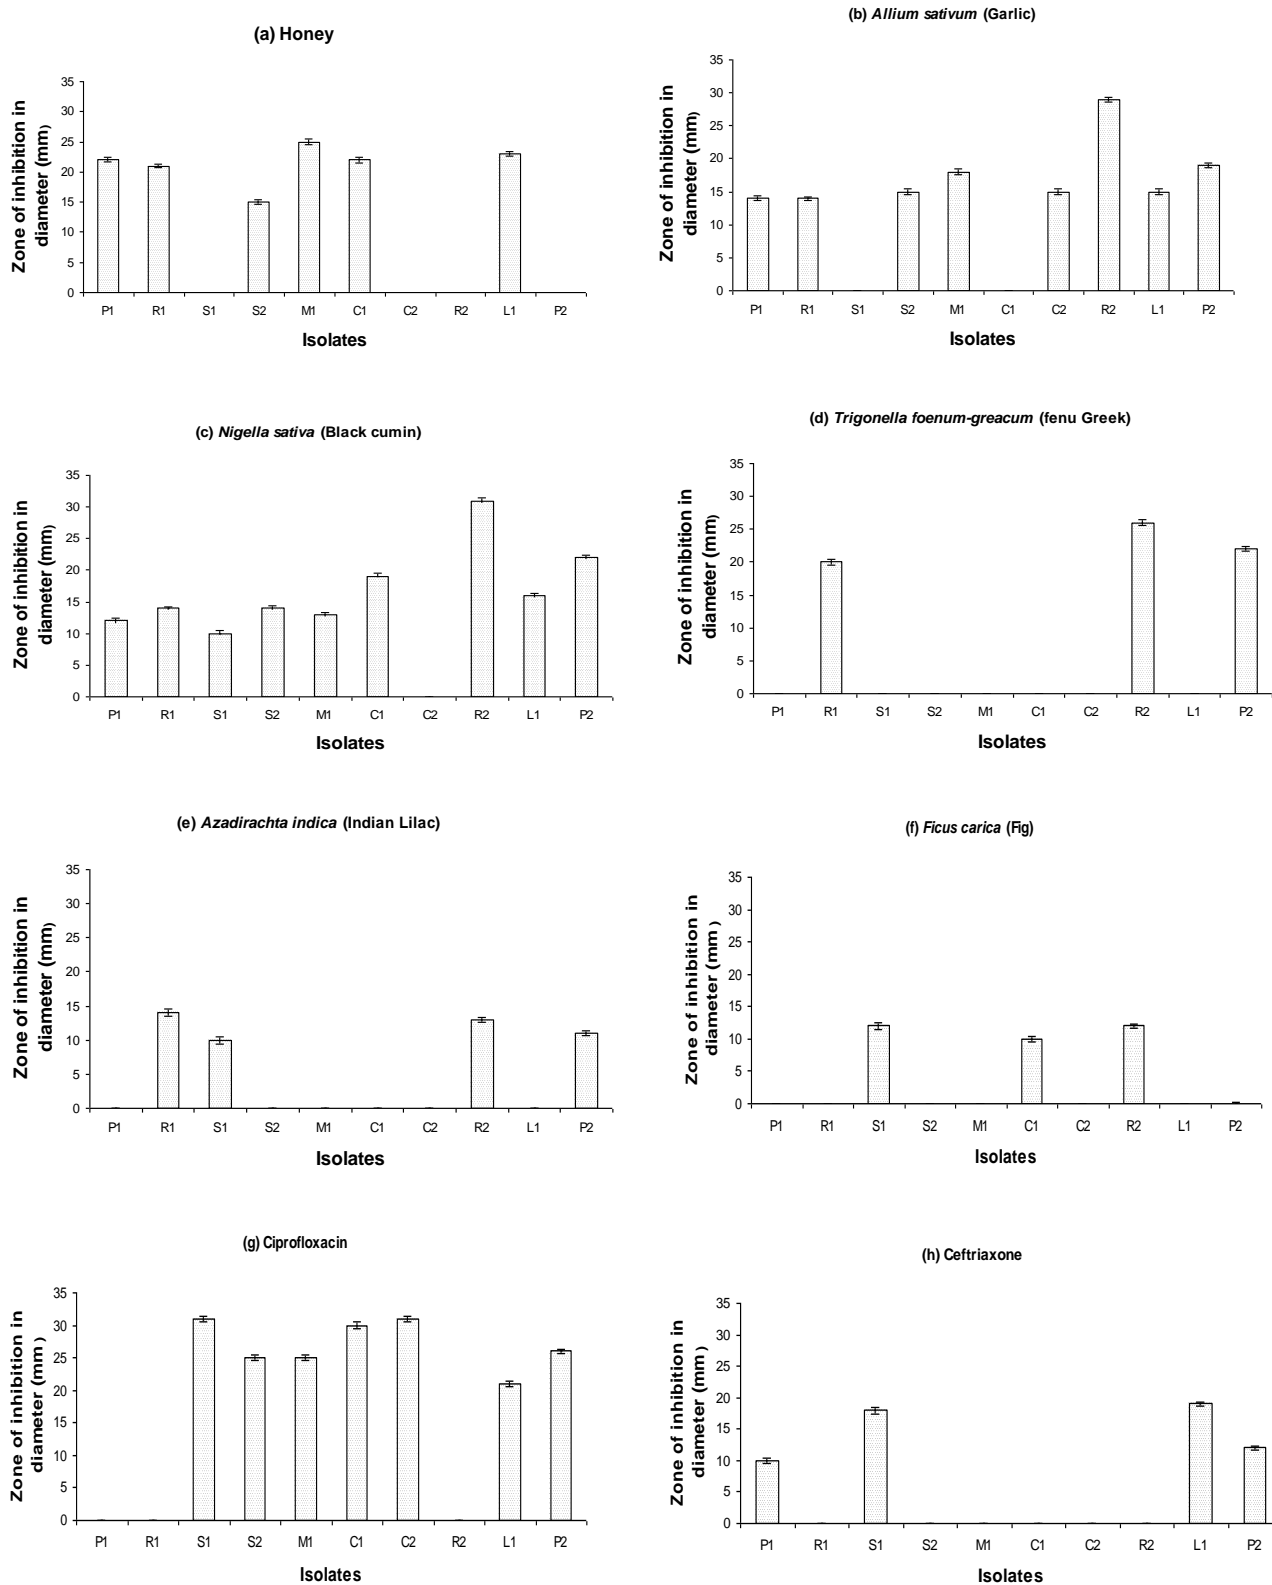 (a) Honey
Zone of inhibition in
diameter (mm)
35
30
25
20
15
10
5
0
P1 R1 S1 S2 M1 C1 C2 R2 L1 P2
Isolates
(b) Allium sativum (Garlic)
Zone of inhibition in
diameter (mm)
35
30
25
20
15
10
5
0
P1 R1 S1 S2 M1 C1 C2 R2 L1 P2
Isolates
(c) Nigella sativa (Black cumin)
Zone of inhibition in
diameter (mm)
35
30
25
20
15
10
5
0
P1 R1 S1 S2 M1 C1 C2 R2 L1 P2
Isolates
(d) Trigonella foenum-greacum (fenu Greek)
Zone of inhibition in
diameter (mm)
35
30
25
20
15
10
5
0
P1 R1 S1 S2 M1 C1 C2 R2 L1 P2
Isolates
(e) Azadirachta indica (Indian Lilac)
Zone of inhibition in
diameter (mm)
35
30
25
20
15
10
5
0
P1 R1 S1 S2 M1 C1 C2 R2 L1 P2
Isolates
(f) Ficus carica (Fig)
Zone of inhibition in
diameter (mm)
35
30
25
20
15
10
5
0
P1 R1 S1 S2 M1 C1 C2 R2 L1 P2
Isolates
(g) Ciprofloxacin
Zone of inhibition in
diameter (mm)
35
30
25
20
15
10
5
0
P1 R1 S1 S2 M1 C1 C2 R2 L1 P2
Isolates
(h) Ceftriaxone
Zone of inhibition in
diameter (mm)
35
30
25
20
15
10
5
0
P1 R1 S1 S2 M1 C1 C2 R2 L1 P2
Isolates